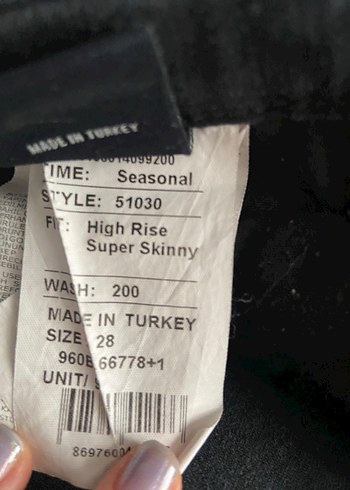 MADE IN TURKEY
TIME: Seasonal
STYLE: 51030
FIT: High Rise
Super Skinny
WASH: 200
MADE IN TURKEY
SIZE 28
66778+1
UNIT/